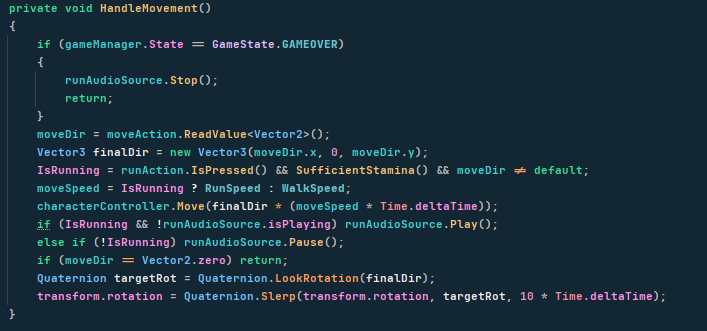 private void HandleMovement()
{
    if (gameManager.State == GameState.GAMEOVER)
    {
        runAudioSource.Stop();
        return;
    }
    moveDir = moveAction.ReadValue<Vector2>();
    Vector3 finalDir = new Vector3(moveDir.x, 0, moveDir.y);
    IsRunning = runAction.IsPressed() && SufficientStamina() && moveDir != default;
    moveSpeed = IsRunning ? RunSpeed : WalkSpeed;
    characterController.Move(finalDir * (moveSpeed * Time.deltaTime));
    if (IsRunning && !runAudioSource.isPlaying) runAudioSource.Play();
    else if (!IsRunning) runAudioSource.Pause();
    if (moveDir == Vector2.zero) return;
    Quaternion targetRot = Quaternion.LookRotation(finalDir);
    transform.rotation = Quaternion.Slerp(transform.rotation, targetRot, 10 * Time.deltaTime);
}